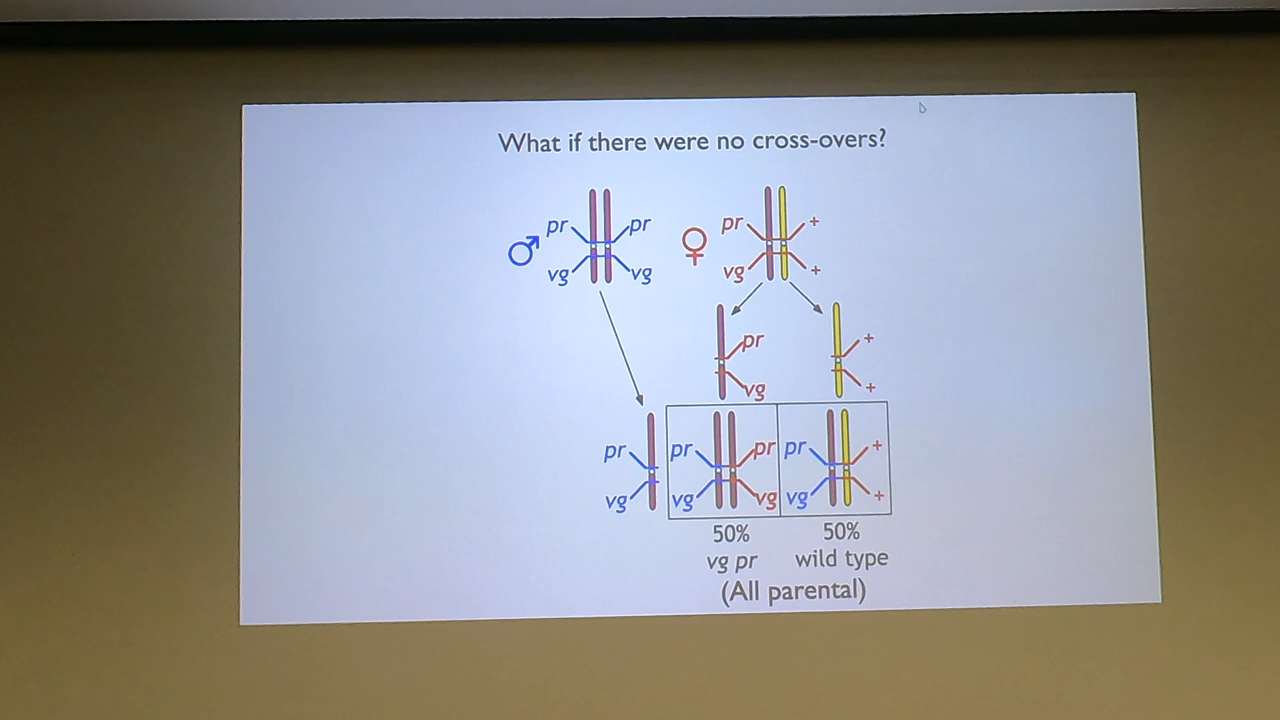 What if there were no cross-overs?
pr pr pr +
vg vg vg +
pr +
vg +
pr pr pr pr +
vg vg vg vg +
50% 50%
vg pr wild type
(All parental)